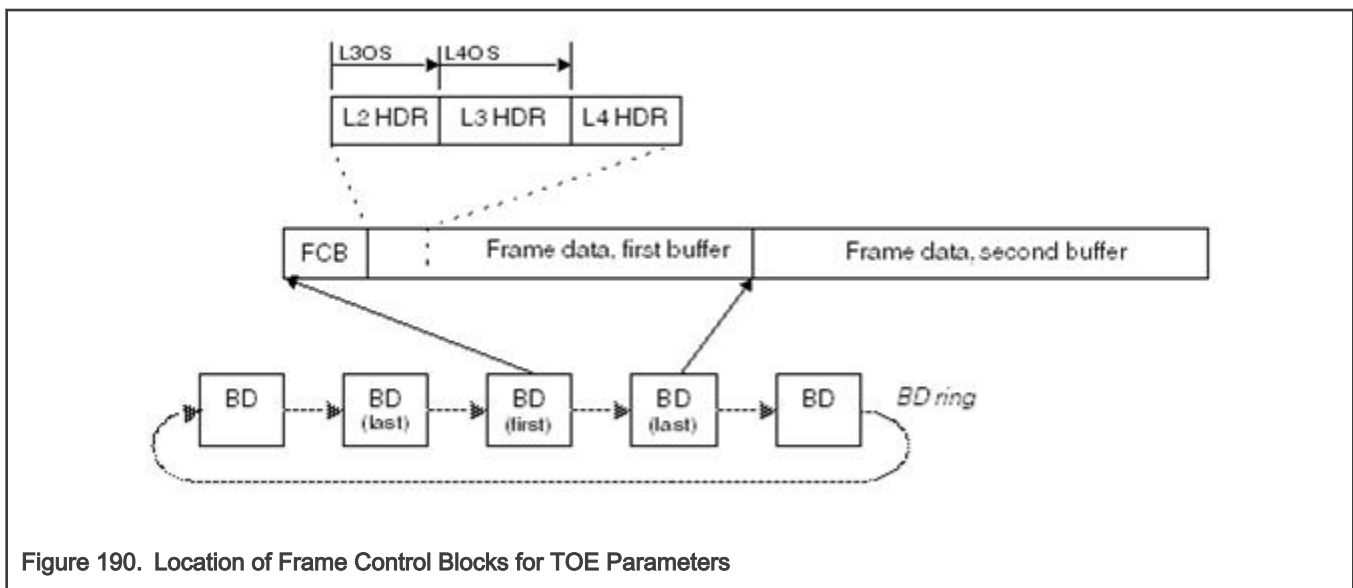 L3OS L4OS
L2 HDR L3 HDR L4 HDR
FCB Frame data, first buffer Frame data, second buffer
BD BD BD BD BD BD ring
(last) (first) (last)
Figure 190. Location of Frame Control Blocks for TOE Parameters